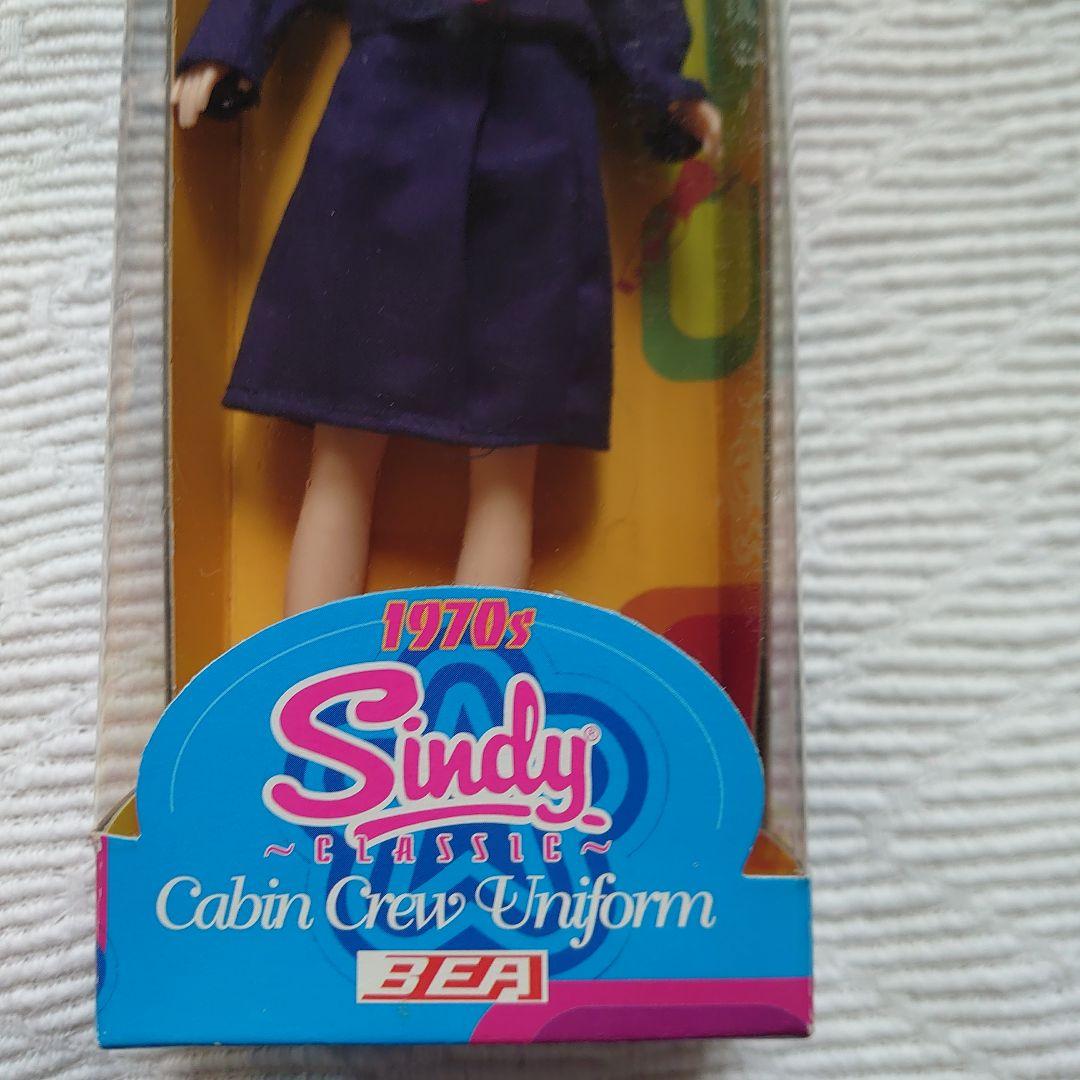 1970s
Sindy®
~CLASSIC~
Cabin Crew Uniform
BEA